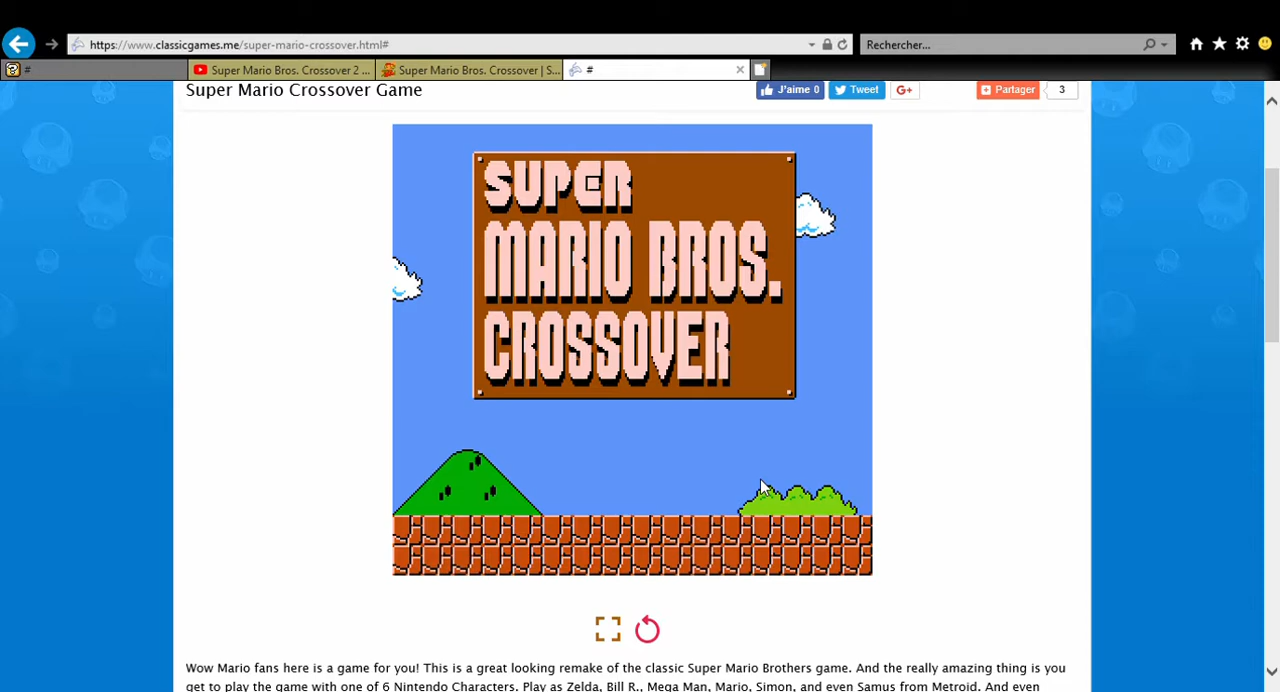 https://www.classicgames.me/super-mario-crossover.html#
Rechercher...
#
Super Mario Bros. Crossover 2 ...
Super Mario Bros. Crossover | S...
#
Super Mario Crossover Game
J'aime 0
Tweet
G+
Partager
3
SUPER
MARIO BROS.
CROSSOVER
Wow Mario fans here is a game for you! This is a great looking remake of the classic Super Mario Brothers game. And the really amazing thing is you
get to play the game with one of 6 Nintendo Characters. Play as Zelda, Bill R., Mega Man, Mario, Simon, and even Samus from Metroid. And even